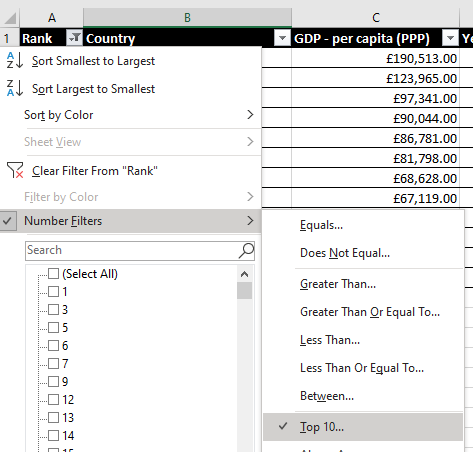 A B C
1 Rank Country GDP - per capita (PPP) Ye
Sort Smallest to Largest
Sort Largest to Smallest
Sort by Color
Sheet View
Clear Filter From "Rank"
Filter by Color
Number Filters
Search
(Select All)
1
3
5
6
7
9
12
13
14
£190,513.00
£123,965.00
£97,341.00
£90,044.00
£86,781.00
£81,798.00
£68,628.00
£67,119.00
Equals...
Does Not Equal...
Greater Than...
Greater Than Or Equal To...
Less Than...
Less Than Or Equal To...
Between...
Top 10...